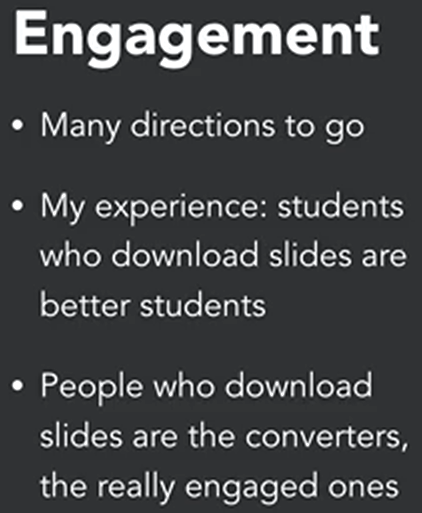 Engagement
• Many directions to go
• My experience: students
who download slides are
better students
• People who download
slides are the converters,
the really engaged ones